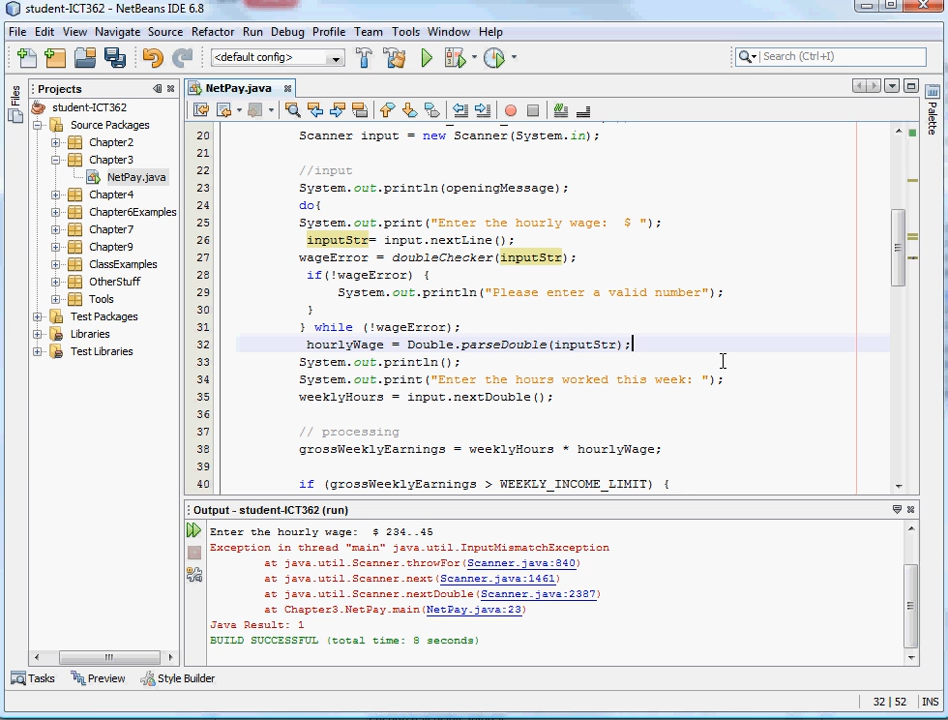 student-ICT362 - NetBeans IDE 6.8
File Edit View Navigate Source Refactor Run Debug Profile Team Tools Window Help
<default config> Search (Ctrl+I)
Files
Projects
student-ICT362
Source Packages
Chapter2
Chapter3
NetPay.java
Chapter4
Chapter6Examples
Chapter7
Chapter9
ClassExamples
OtherStuff
Tools
Test Packages
Libraries
Test Libraries
NetPay.java
20 Scanner input = new Scanner(System.in);
21
22 //input
23 System.out.println(openingMessage);
24 do{
25 System.out.print("Enter the hourly wage:  $ ");
26 inputStr= input.nextLine();
27 wageError = doubleChecker(inputStr);
28 if(!wageError) {
29 System.out.println("Please enter a valid number");
30 }
31 } while (!wageError);
32 hourlyWage = Double.parseDouble(inputStr);
33 System.out.println();
34 System.out.print("Enter the hours worked this week: ");
35 weeklyHours = input.nextDouble();
36
37 // processing
38 grossWeeklyEarnings = weeklyHours * hourlyWage;
39
40 if (grossWeeklyEarnings > WEEKLY_INCOME_LIMIT) {
Palette
Output - student-ICT362 (run)
Enter the hourly wage:  $ 234..45
Exception in thread "main" java.util.InputMismatchException
at java.util.Scanner.throwFor(Scanner.java:840)
at java.util.Scanner.next(Scanner.java:1461)
at java.util.Scanner.nextDouble(Scanner.java:2387)
at Chapter3.NetPay.main(NetPay.java:23)
Java Result: 1
BUILD SUCCESSFUL (total time: 8 seconds)
Tasks Preview Style Builder
32 | 52 INS